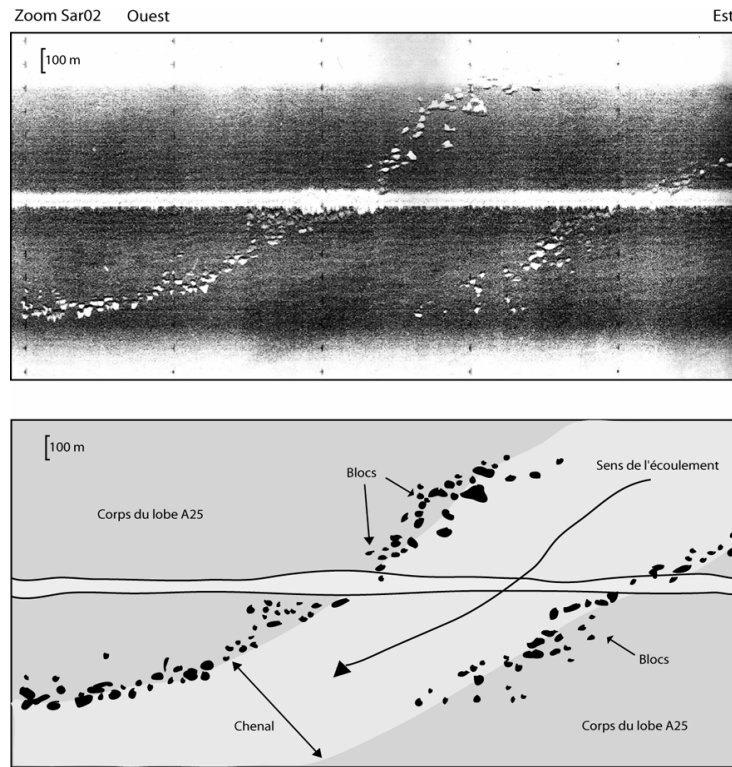 Zoom Sar02 Ouest Est
100 m
100 m
Sens de l'écoulement
Blocs
Corps du lobe A25
Blocs
Chenal
Corps du lobe A25